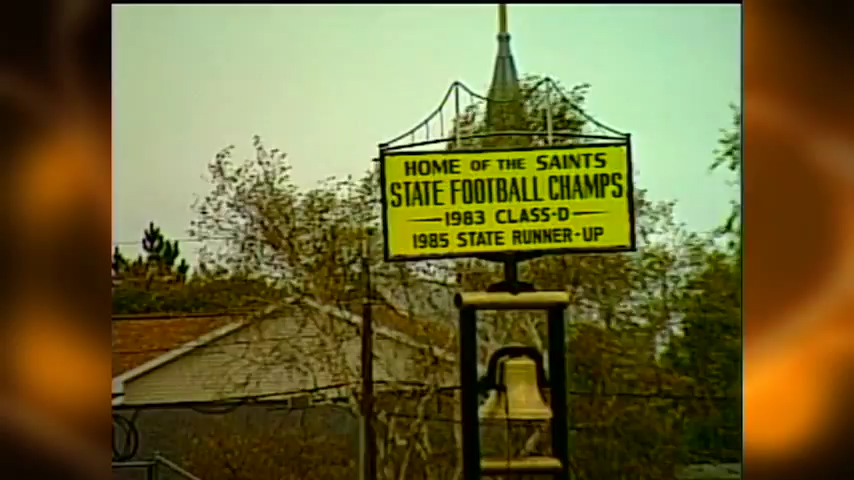 HOME OF THE SAINTS
STATE FOOTBALL CHAMPS
1983 CLASS-D
1985 STATE RUNNER-UP